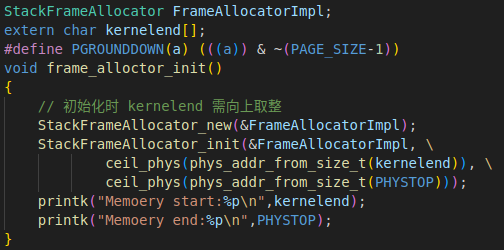 StackFrameAllocator FrameAllocatorImpl;
extern char kernelend[];
#define PGROUNDDOWN(a) (((a)) & ~(PAGE_SIZE-1))
void frame_alloctor_init()
{
    // 初始化时 kernelend 需向上取整
    StackFrameAllocator_new(&FrameAllocatorImpl);
    StackFrameAllocator_init(&FrameAllocatorImpl, \
            ceil_phys(phys_addr_from_size_t(kernelend)), \
            ceil_phys(phys_addr_from_size_t(PHYSTOP)));
    printk("Memoery start:%p\n",kernelend);
    printk("Memoery end:%p\n",PHYSTOP);
}